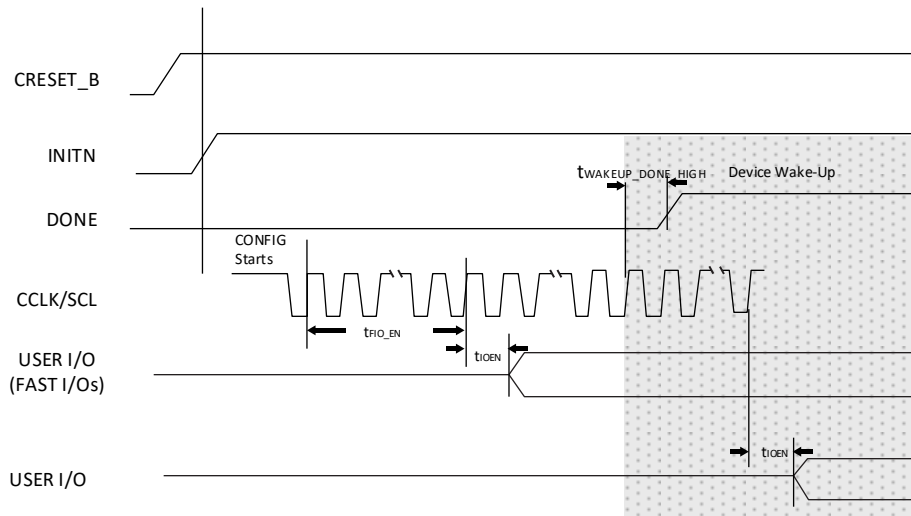 CRESET_B
INITN
tWAKEUP_DONE_HIGH Device Wake-Up
DONE
CONFIG
Starts
CCLK/SCL
tFIO_EN
USER I/O
(FAST I/Os)
tIOEN
tIOEN
USER I/O